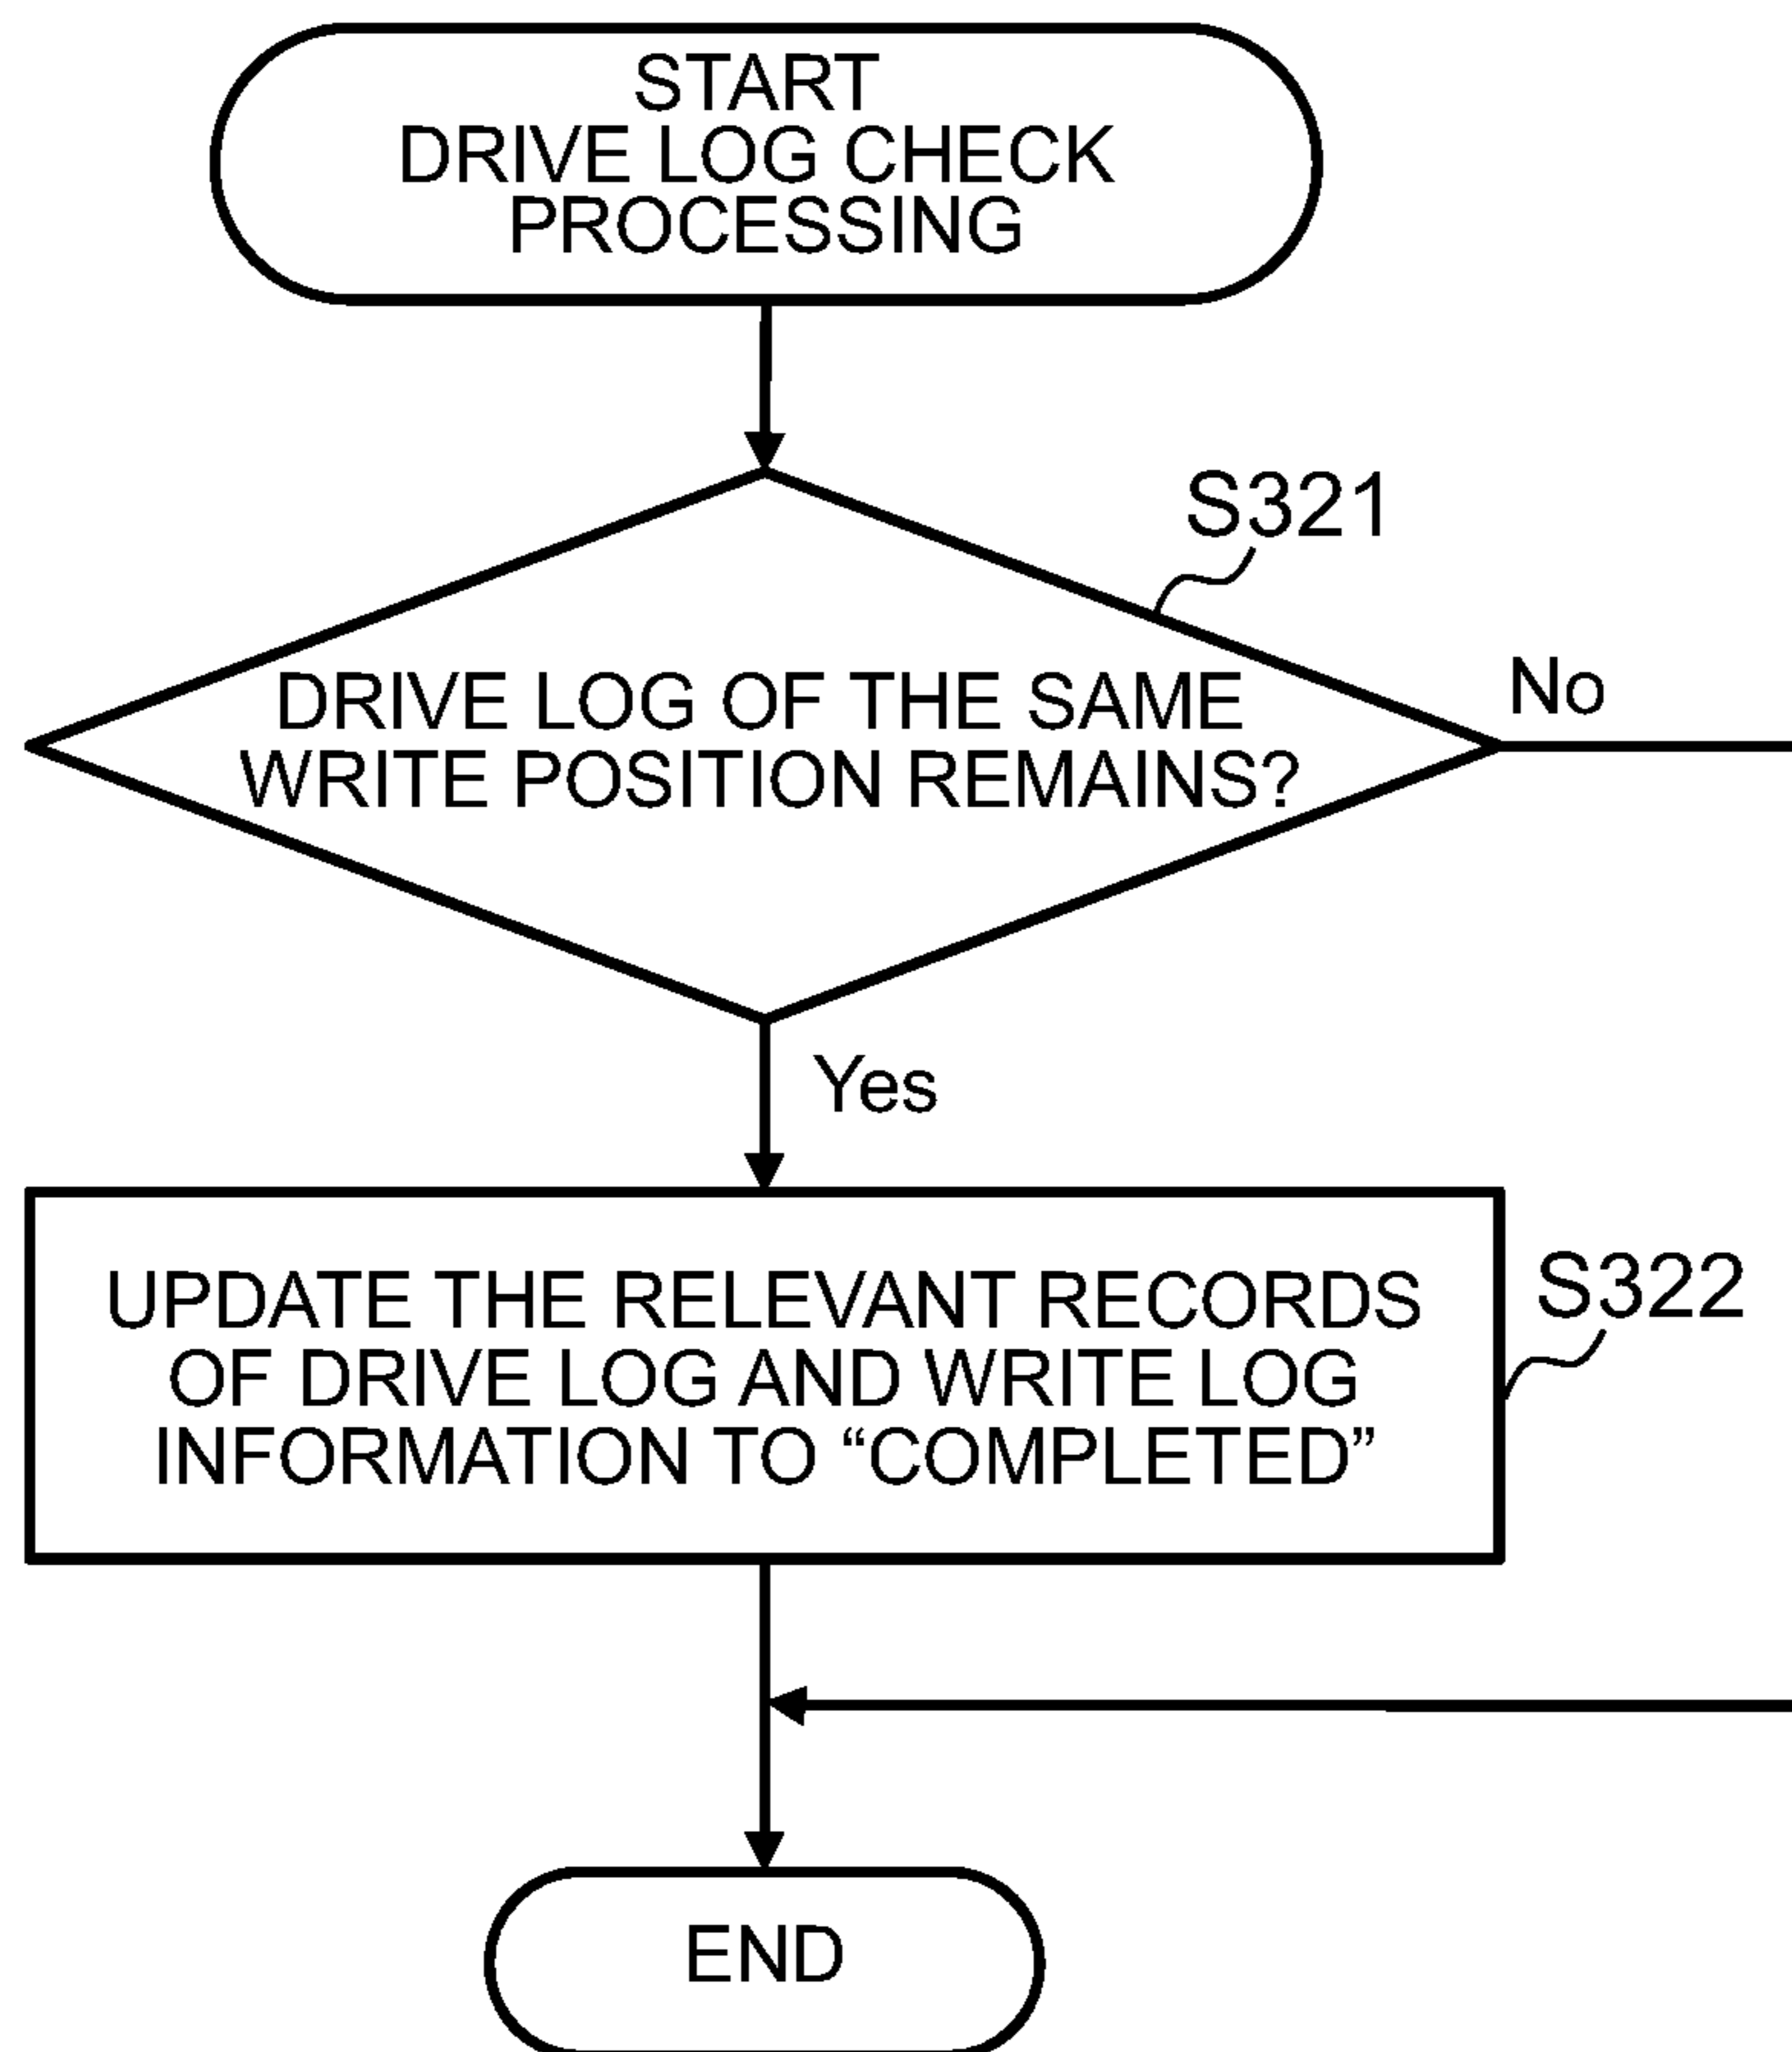 START
DRIVE LOG CHECK
PROCESSING
S321
DRIVE LOG OF THE SAME
WRITE POSITION REMAINS?
No
Yes
UPDATE THE RELEVANT RECORDS
OF DRIVE LOG AND WRITE LOG
INFORMATION TO “COMPLETED”
S322
END